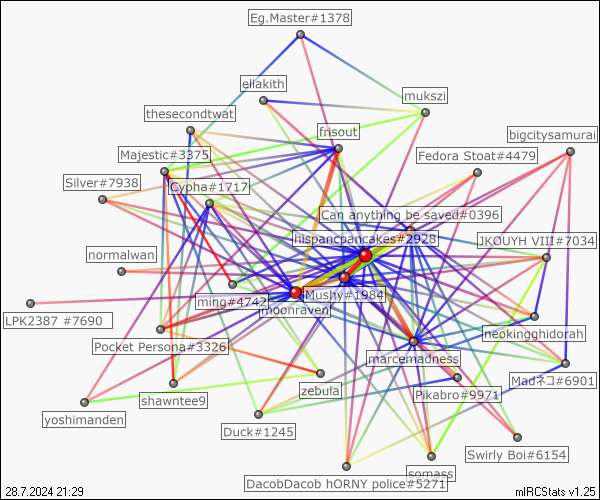 Eg.Master#1378
eliakith
mukszi
thesecondtwat
frisout
bigcitysamurai
Majestic#3375
Fedora Stoat#4479
Silver#7938
Cypha#1717
Can anything be saved#0396
hispancpancakes#2928
JKOUYH VIII#7034
normalwan
ming#4742
Mushy#1984
moonraven
LPK2387 #7690
neokingghidorah
Pocket Persona#3326
marcemadness
zebula
Madネコ#6901
Pikabro#9971
shawntee9
yoshimanden
Duck#1245
Swirly Boi#6154
somass
DacobDacob hORNY police#5271
28.7.2024 21:29
mIRCStats v1.25